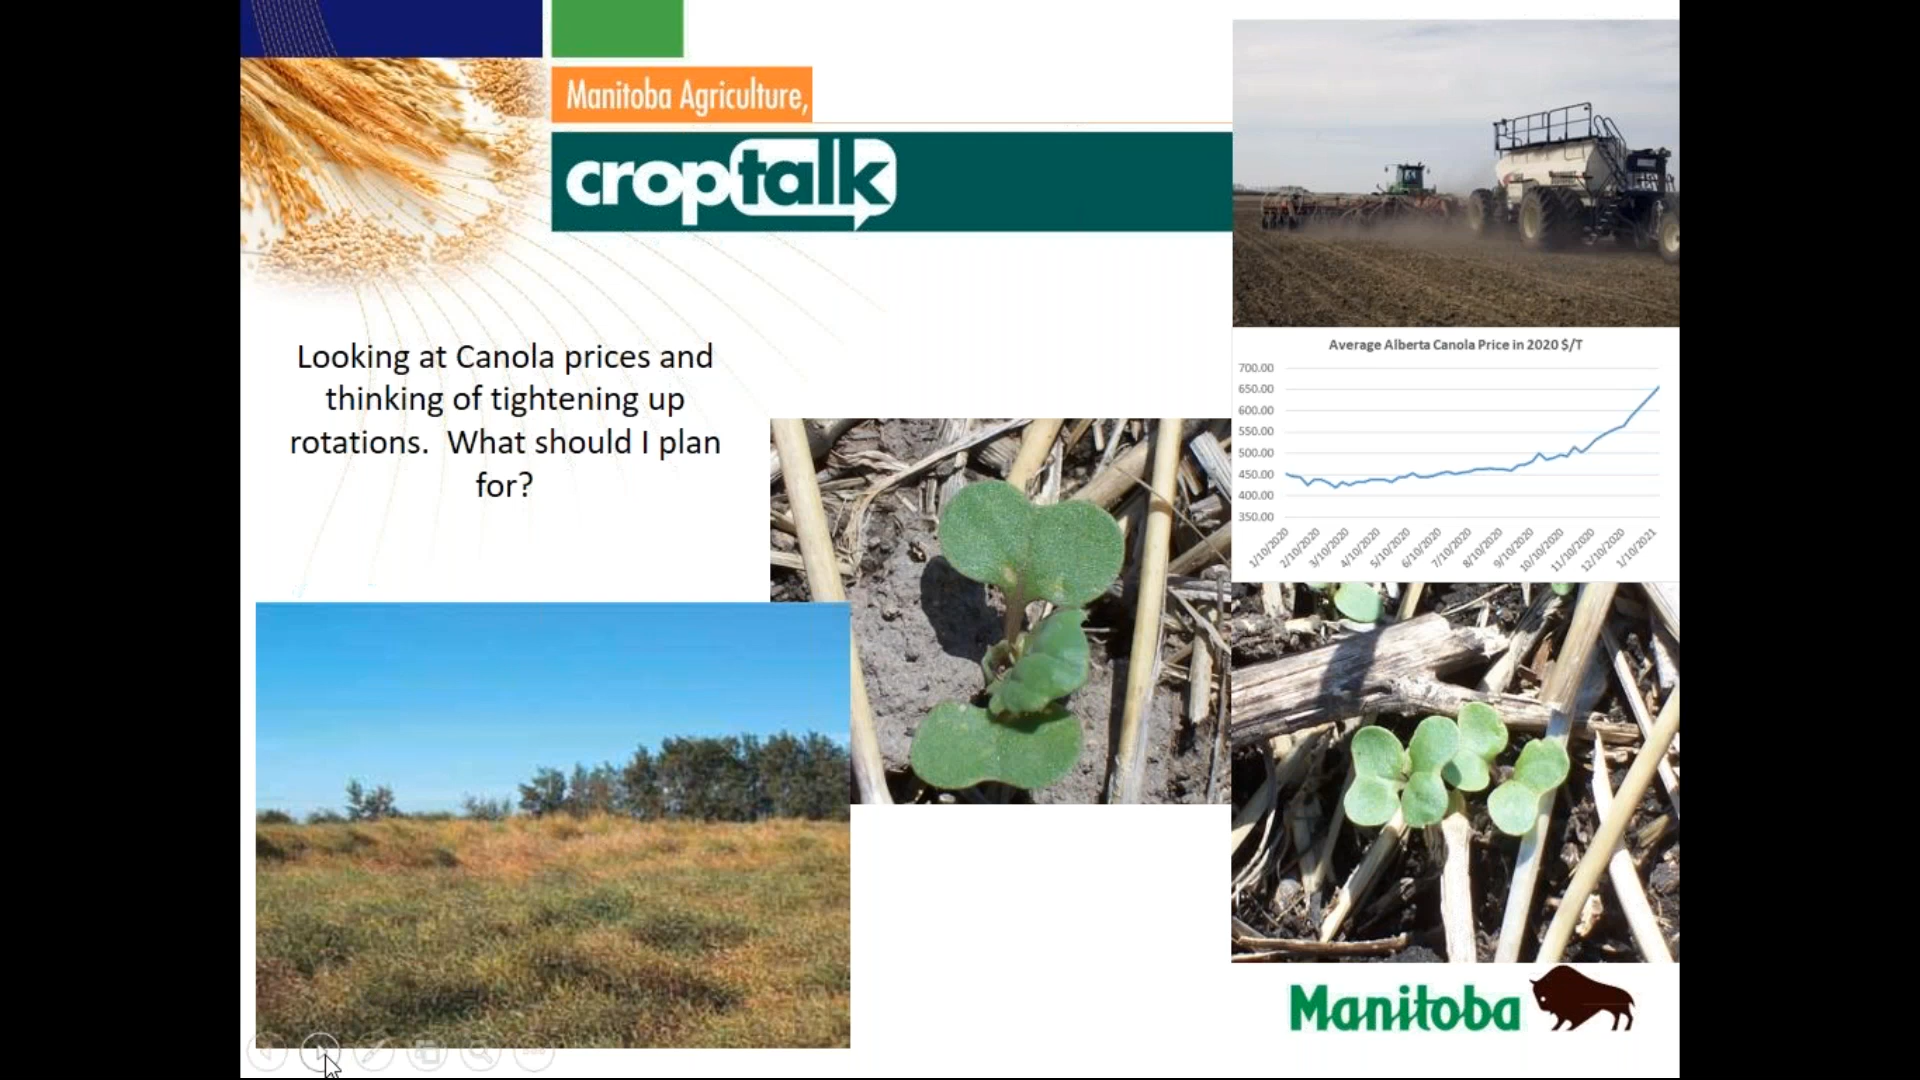 Manitoba Agriculture,
croptalk
Looking at Canola prices and
thinking of tightening up
rotations.  What should I plan
for?
Average Alberta Canola Price in 2020 $/T
700.00
650.00
600.00
550.00
500.00
450.00
400.00
350.00
1/10/2020
2/10/2020
3/10/2020
4/10/2020
5/10/2020
6/10/2020
7/10/2020
8/10/2020
9/10/2020
10/10/2020
11/10/2020
12/10/2020
1/10/2021
Manitoba